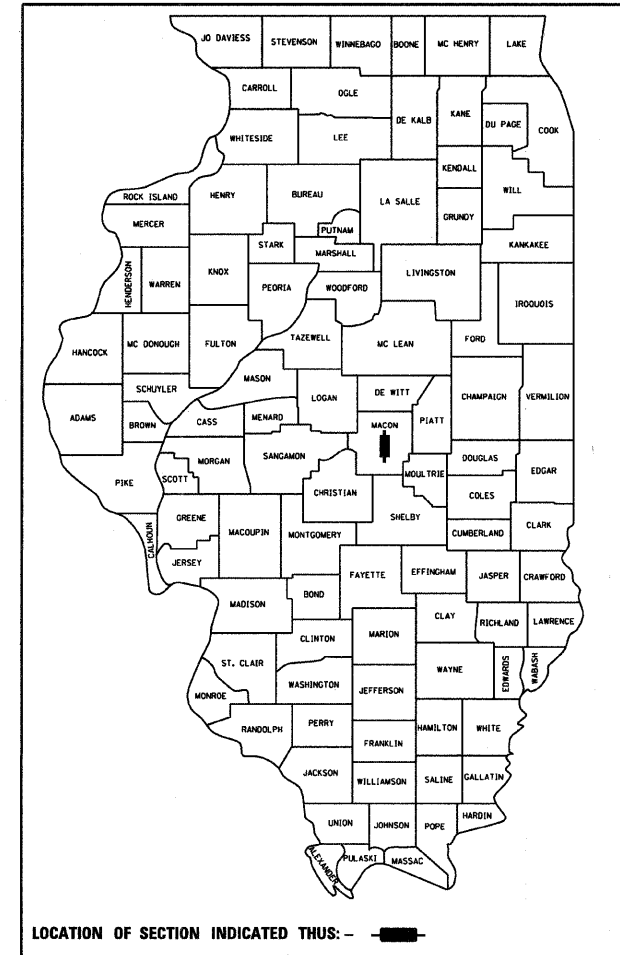 JO DAVIESS STEVENSON WINNEBAGO BOONE MC HENRY LAKE
CARROLL OGLE DE KALB KANE DU PAGE COOK
WHITESIDE LEE
KENDALL WILL
ROCK ISLAND HENRY BUREAU LA SALLE GRUNDY
MERCER PUTNAM
STARK MARSHALL KANKAKEE
HENDERSON WARREN KNOX PEORIA WOODFORD LIVINGSTON IROQUOIS
HANCOCK MC DONOUGH FULTON TAZEWELL MC LEAN FORD
MASON
SCHUYLER LOGAN DE WITT CHAMPAIGN VERMILION
ADAMS BROWN CASS MENARD MACON PIATT
MORGAN SANGAMON DOUGLAS EDGAR
PIKE SCOTT CHRISTIAN MOULTRIE COLES
GREENE MACOUPIN MONTGOMERY SHELBY CLARK
CALHOUN JERSEY CUMBERLAND
FAYETTE EFFINGHAM JASPER CRAWFORD
MADISON BOND
CLAY RICHLAND LAWRENCE
CLINTON MARION
ST. CLAIR WAYNE EDWARDS WABASH
WASHINGTON JEFFERSON
MONROE
RANDOLPH PERRY HAMILTON WHITE
FRANKLIN
JACKSON WILLIAMSON SALINE GALLATIN
HARDIN
UNION JOHNSON POPE
ALEXANDER PULASKI MASSAC
LOCATION OF SECTION INDICATED THUS: -